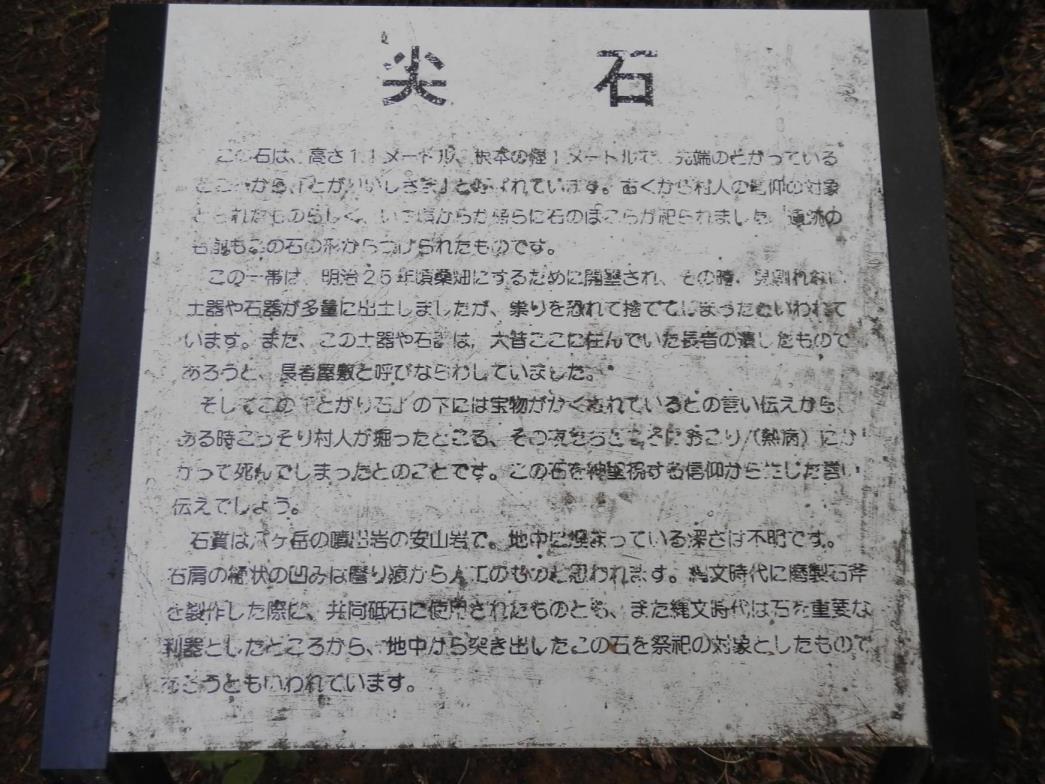 尖石
この石は、高さ1.1メートル、根本の径1メートルで、先端のとがっている
ところから「とがりいしさま」と呼ばれています。古くから村人の信仰の対象
とされたものらしく、いつ頃からか傍らに石のほこらが祀られました。遺跡の
名前もこの石の形からつけられたものです。
この一帯は、明治25年頃桑畑にするために開墾され、その時、見馴れない
土器や石器が多量に出土しましたが、祟りを恐れて捨ててしまったといわれて
います。また、この土器や石器は、大昔ここに住んでいた長者の遺したもので
あろうと、長者屋敷と呼びならわしていました。
そしてこの「とがり石」の下には宝物がかくされているとの言い伝えから、
ある時こっそり村人が掘ったところ、その夜おこり(熱病)にか
かって死んでしまったとのことです。この石を神聖視する信仰から生じた言い
伝えでしょう。
石質は八ヶ岳の噴出岩の安山岩で、地中に埋まっている深さは不明です。
右肩の樋状の凹みは磨り痕から人工のものと思われます。縄文時代に磨製石斧
を製作した際に、共同砥石に使用されたものとも、また縄文時代は石を重要な
利器としたところから、地中から突き出したこの石を祭祀の対象としたもので
あろうともいわれています。